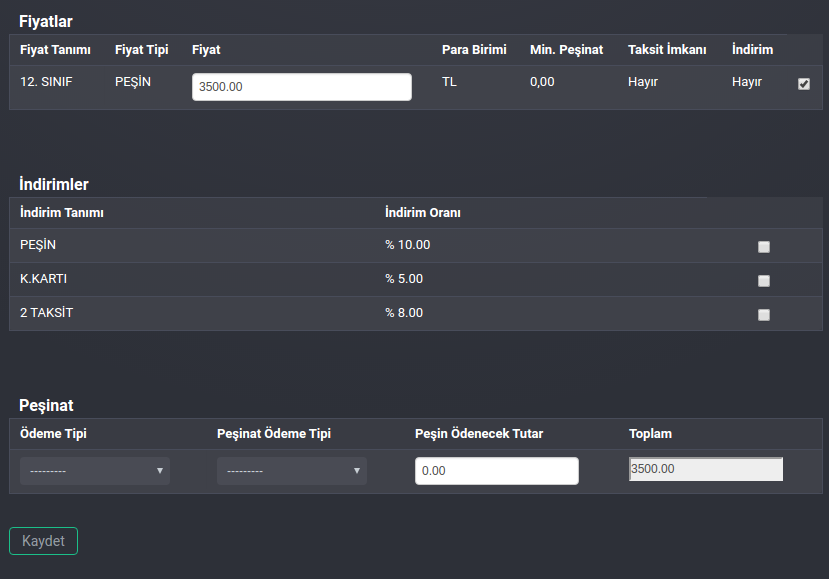 Fiyatlar
Fiyat Tanımı Fiyat Tipi Fiyat Para Birimi Min. Peşinat Taksit İmkanı İndirim
12. SINIF PEŞİN 3500.00 TL 0,00 Hayır Hayır
İndirimler
İndirim Tanımı İndirim Oranı
PEŞİN % 10.00
K.KARTI % 5.00
2 TAKSİT % 8.00
Peşinat
Ödeme Tipi Peşinat Ödeme Tipi Peşin Ödenecek Tutar Toplam
--------- --------- 0.00 3500.00
Kaydet